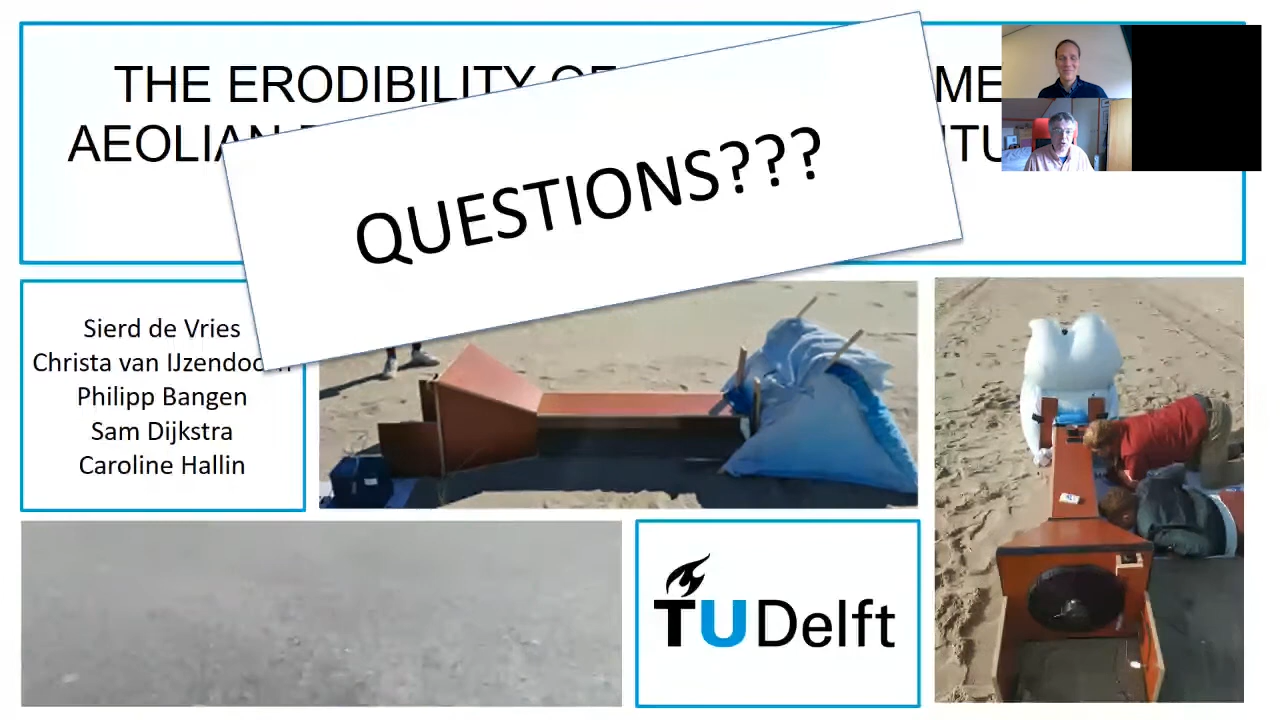 THE ERODIBILITY OF ME
AEOLIAN
QUESTIONS???
Sierd de Vries
Christa van IJzendoorn
Philipp Bangen
Sam Dijkstra
Caroline Hallin
TU Delft